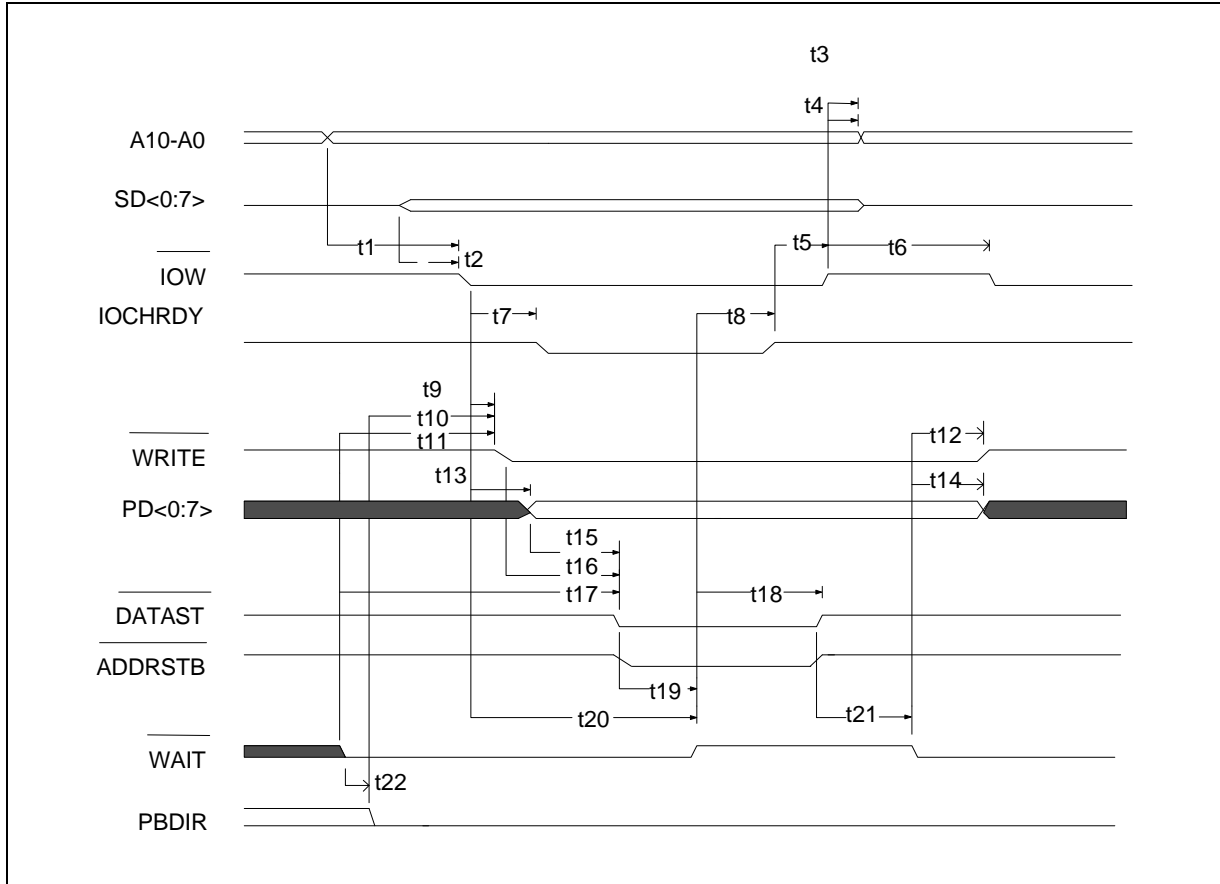 t3
t4
A10-A0
SD<0:7>
t1
t2
t5
t6
IOW
IOCHRDY
t7
t8
t9
t10
t11
t12
WRITE
t13
t14
PD<0:7>
t15
t16
t17
t18
DATAST
ADDRSTB
t19
t20
t21
WAIT
t22
PBDIR